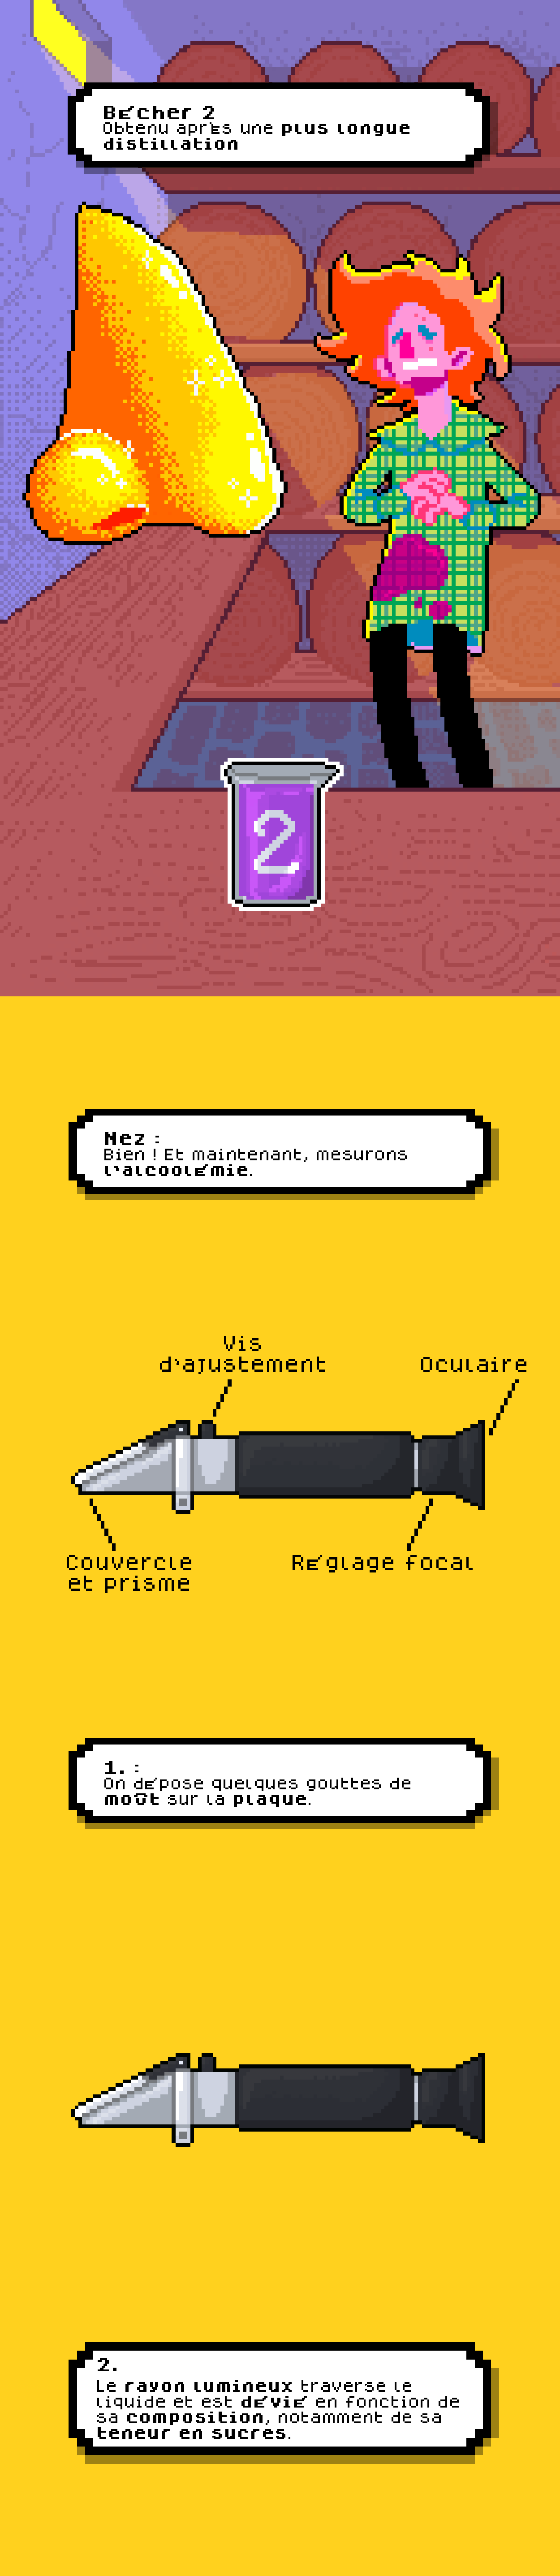 Bécher 2
Obtenu après une plus longue
distillation
2
Nez :
Bien ! Et maintenant, mesurons
l'alcoolémie.
Vis
d'ajustement
Oculaire
Couvercle
et prisme
Réglage focal
1. :
On dépose quelques gouttes de
moût sur la plaque.
2.
Le rayon lumineux traverse le
liquide et est dévié en fonction de
sa composition, notamment de sa
teneur en sucres.